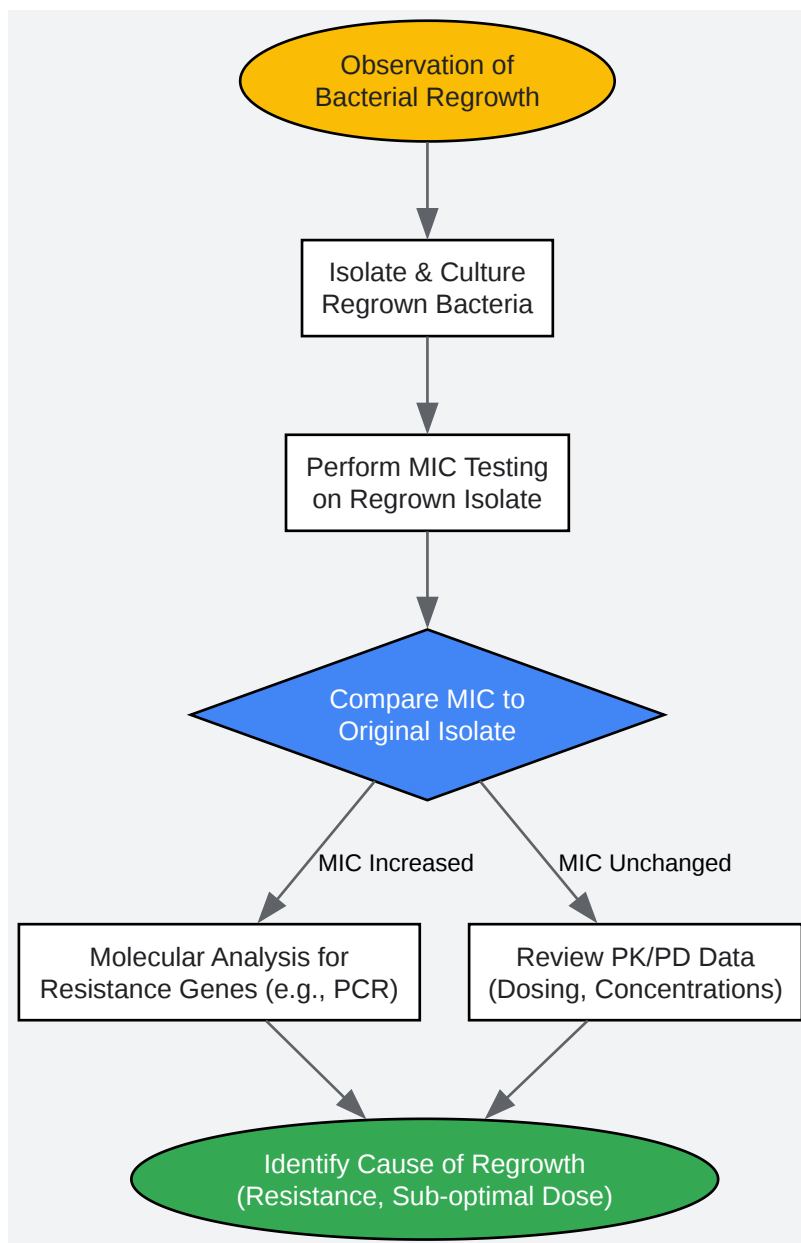 Observation of
Bacterial Regrowth
Isolate & Culture
Regrown Bacteria
Perform MIC Testing
on Regrown Isolate
Compare MIC to
Original Isolate
MIC Increased
MIC Unchanged
Molecular Analysis for
Resistance Genes (e.g., PCR)
Review PK/PD Data
(Dosing, Concentrations)
Identify Cause of Regrowth
(Resistance, Sub-optimal Dose)